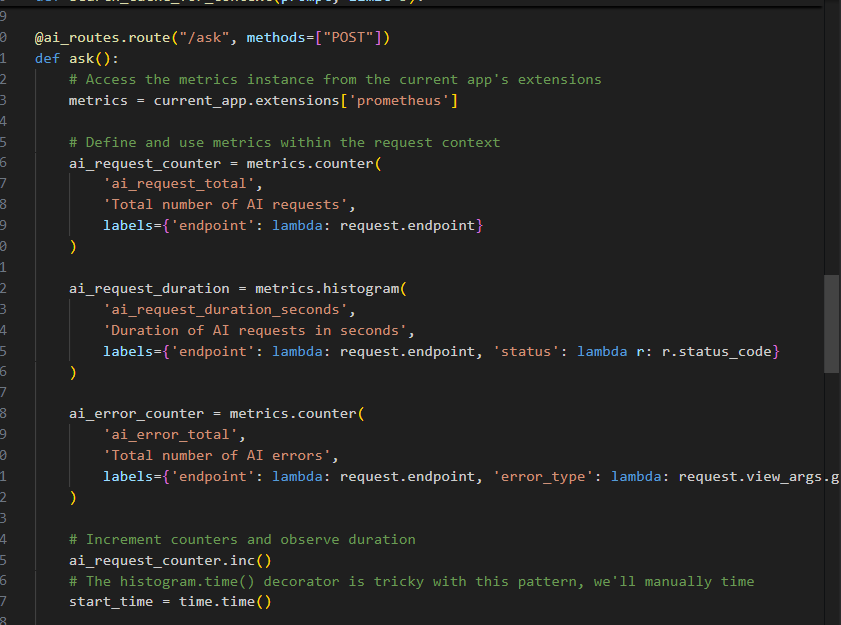 9
0 @ai_routes.route("/ask", methods=["POST"])
1 def ask():
2 # Access the metrics instance from the current app's extensions
3 metrics = current_app.extensions['prometheus']
4
5 # Define and use metrics within the request context
6 ai_request_counter = metrics.counter(
7 'ai_request_total',
8 'Total number of AI requests',
9 labels={'endpoint': lambda: request.endpoint}
0 )
1
2 ai_request_duration = metrics.histogram(
3 'ai_request_duration_seconds',
4 'Duration of AI requests in seconds',
5 labels={'endpoint': lambda: request.endpoint, 'status': lambda r: r.status_code}
6 )
7
8 ai_error_counter = metrics.counter(
9 'ai_error_total',
0 'Total number of AI errors',
1 labels={'endpoint': lambda: request.endpoint, 'error_type': lambda: request.view_args.g
2 )
3
4 # Increment counters and observe duration
5 ai_request_counter.inc()
6 # The histogram.time() decorator is tricky with this pattern, we'll manually time
7 start_time = time.time()
8